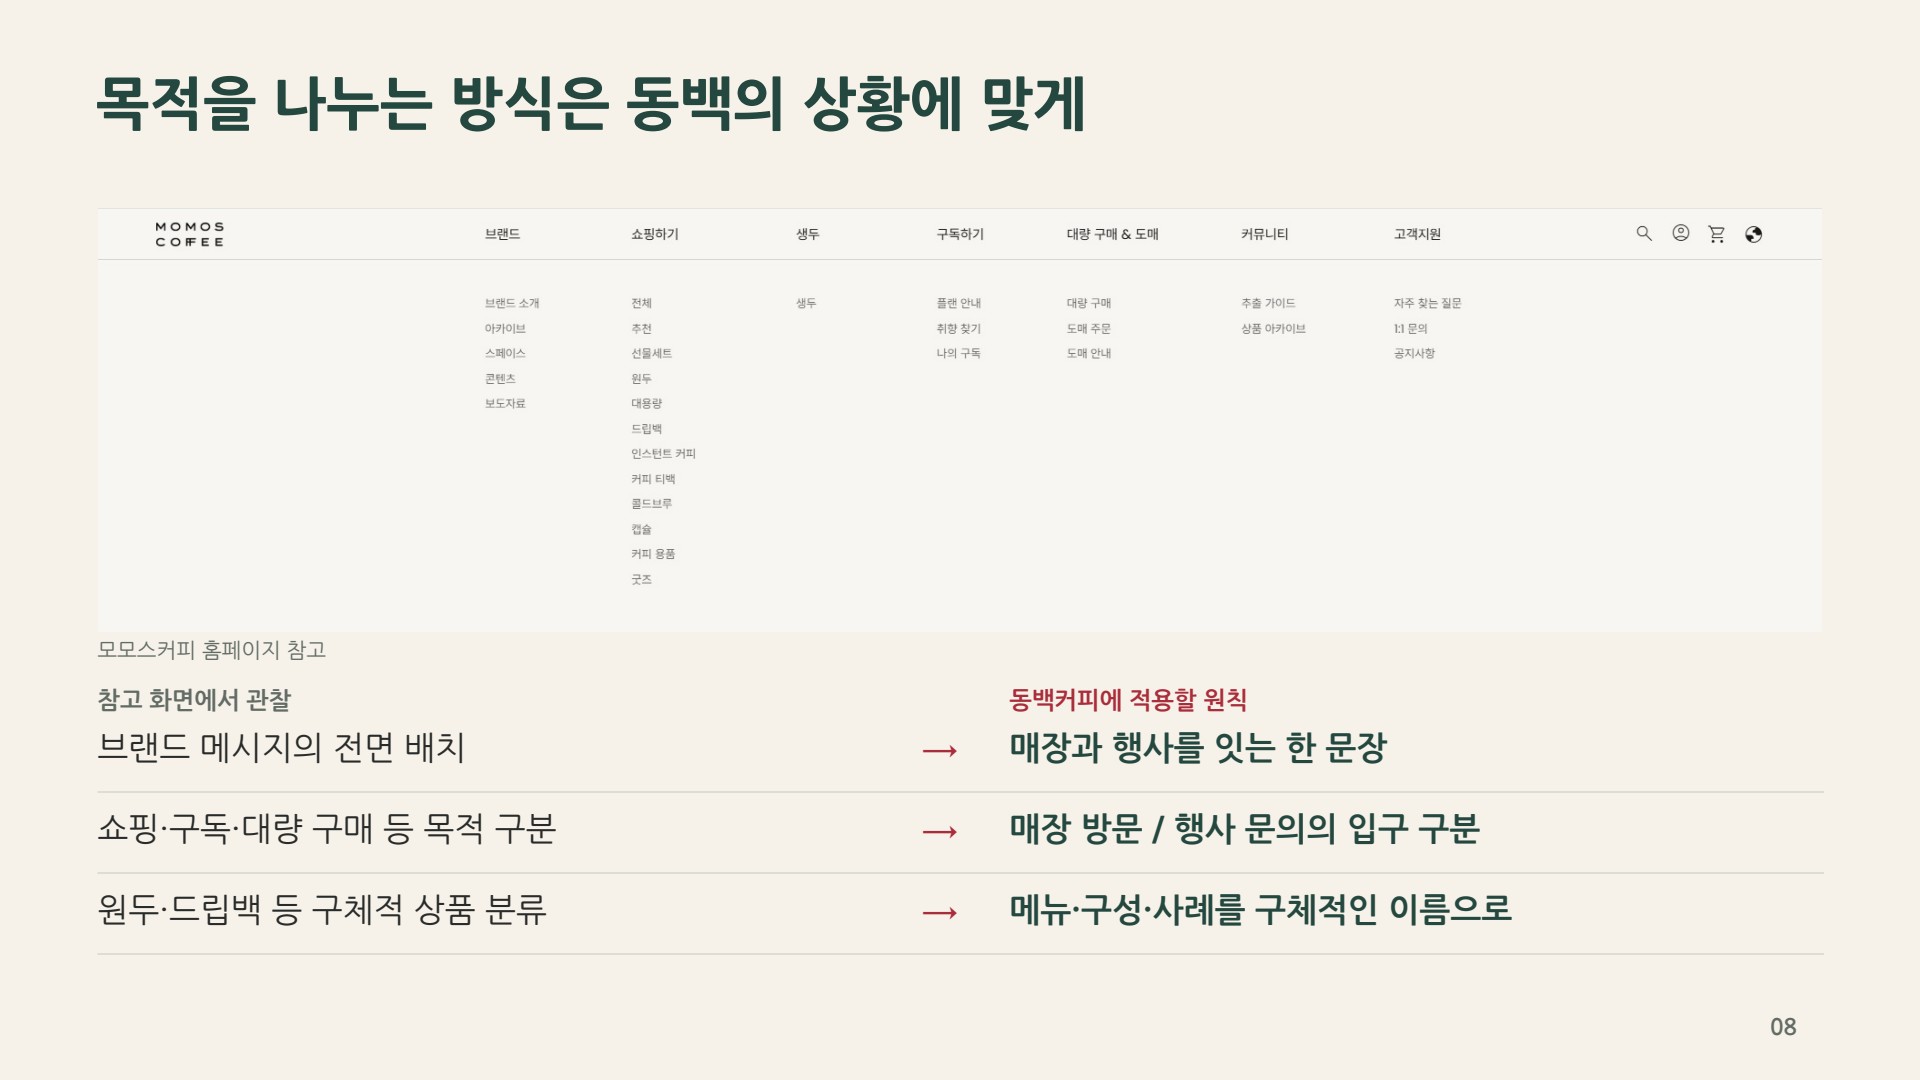 목적을 나누는 방식은 동백의 상황에 맞게
MOMOS
COFFEE
브랜드 쇼핑하기 생두 구독하기 대량 구매 & 도매 커뮤니티 고객지원
브랜드 소개 전체 생두 플랜 안내 대량 구매 추출 가이드 자주 찾는 질문
아카이브 추천 취향 찾기 도매 주문 상품 아카이브 1:1 문의
스페이스 선물세트 나의 구독 도매 안내 공지사항
콘텐츠 원두
보도자료 대용량
드립백
인스턴트 커피
커피 티백
콜드브루
캡슐
커피 용품
굿즈
모모스커피 홈페이지 참고
참고 화면에서 관찰 동백커피에 적용할 원칙
브랜드 메시지의 전면 배치 → 매장과 행사를 잇는 한 문장
쇼핑·구독·대량 구매 등 목적 구분 → 매장 방문 / 행사 문의의 입구 구분
원두·드립백 등 구체적 상품 분류 → 메뉴·구성·사례를 구체적인 이름으로
08